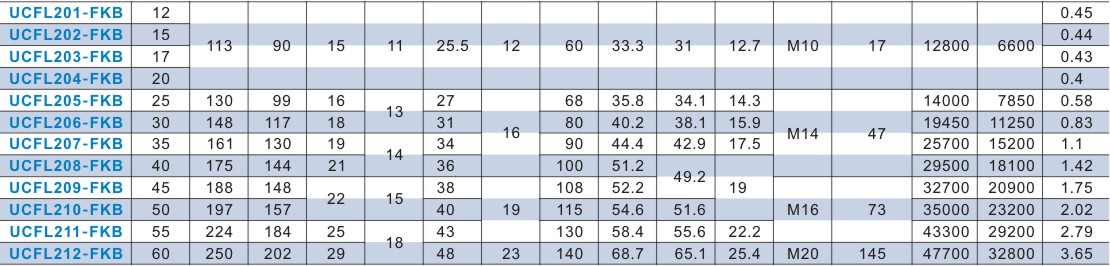 UCFL201-FKB 12 0.45
UCFL202-FKB 15 0.44
113 90 15 11 25.5 12 60 33.3 31 12.7 M10 17 12800 6600
UCFL203-FKB 17 0.43
UCFL204-FKB 20 0.4
UCFL205-FKB 25 130 99 16 27 68 35.8 34.1 14.3 14000 7850 0.58
13
UCFL206-FKB 30 148 117 18 31 80 40.2 38.1 15.9 19450 11250 0.83
16 M14 47
UCFL207-FKB 35 161 130 19 34 90 44.4 42.9 17.5 25700 15200 1.1
14
UCFL208-FKB 40 175 144 21 36 100 51.2 29500 18100 1.42
49.2
UCFL209-FKB 45 188 148 38 108 52.2 19 32700 20900 1.75
22 15
UCFL210-FKB 50 197 157 40 19 115 54.6 51.6 M16 73 35000 23200 2.02
UCFL211-FKB 55 224 184 25 43 130 58.4 55.6 22.2 43300 29200 2.79
18
UCFL212-FKB 60 250 202 29 48 23 140 68.7 65.1 25.4 M20 145 47700 32800 3.65